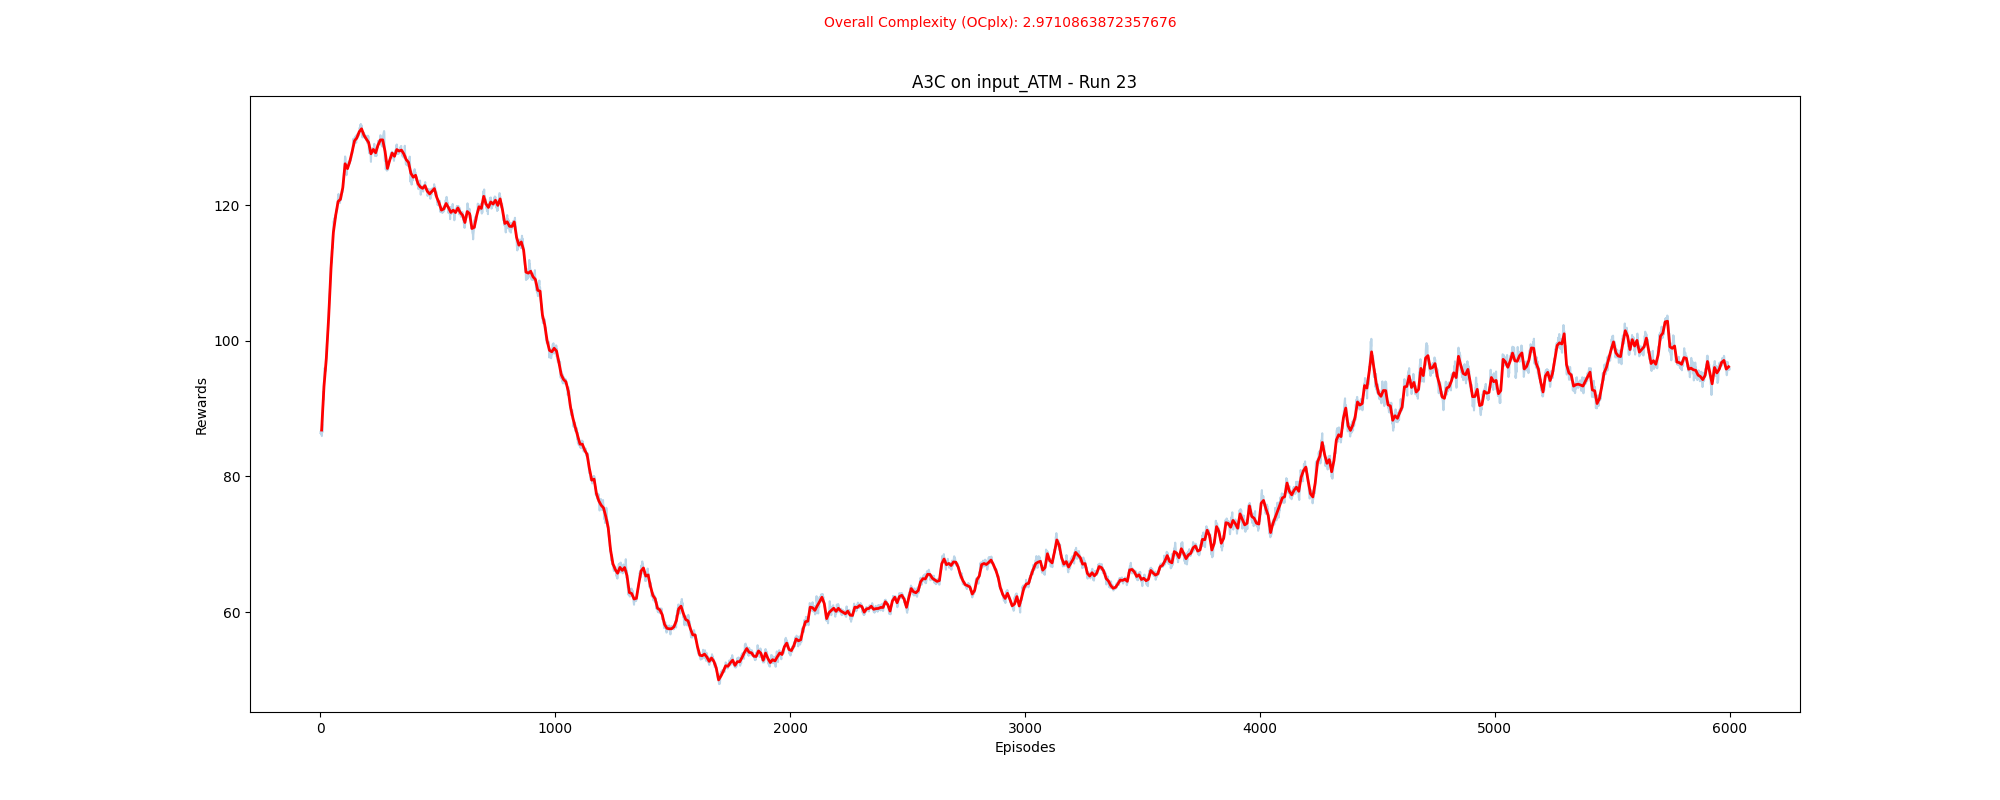 Overall Complexity (OCplx): 2.9710863872357676
A3C on input_ATM - Run 23
Rewards
120
100
80
60
0 1000 2000 3000 4000 5000 6000
Episodes